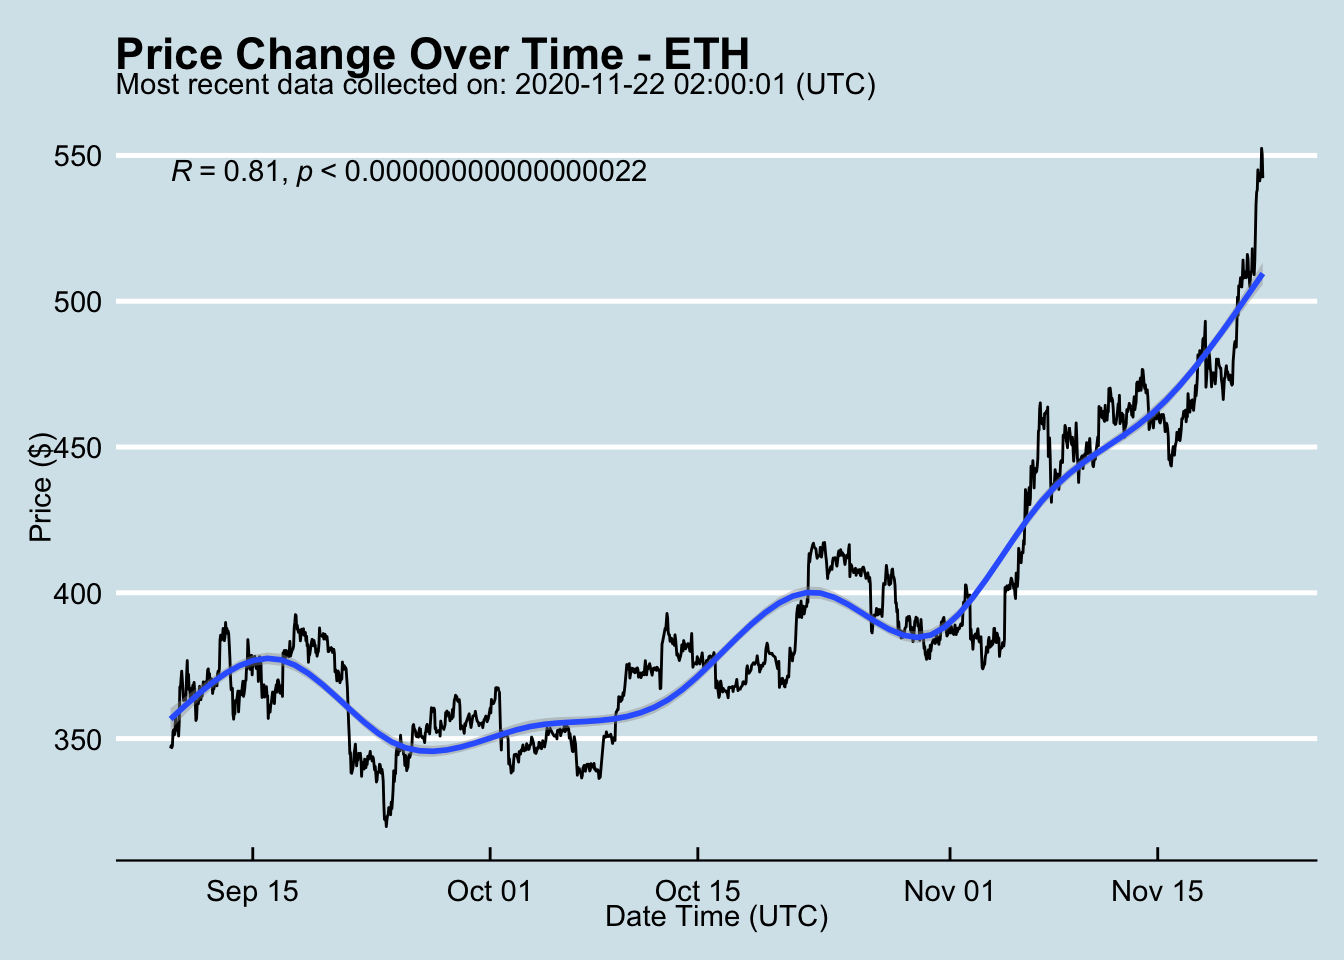 Price Change Over Time - ETH
Most recent data collected on: 2020-11-22 02:00:01 (UTC)
R = 0.81, p < 0.00000000000000022
550
500
450
400
350
Price ($)
Sep 15
Oct 01
Oct 15
Nov 01
Nov 15
Date Time (UTC)